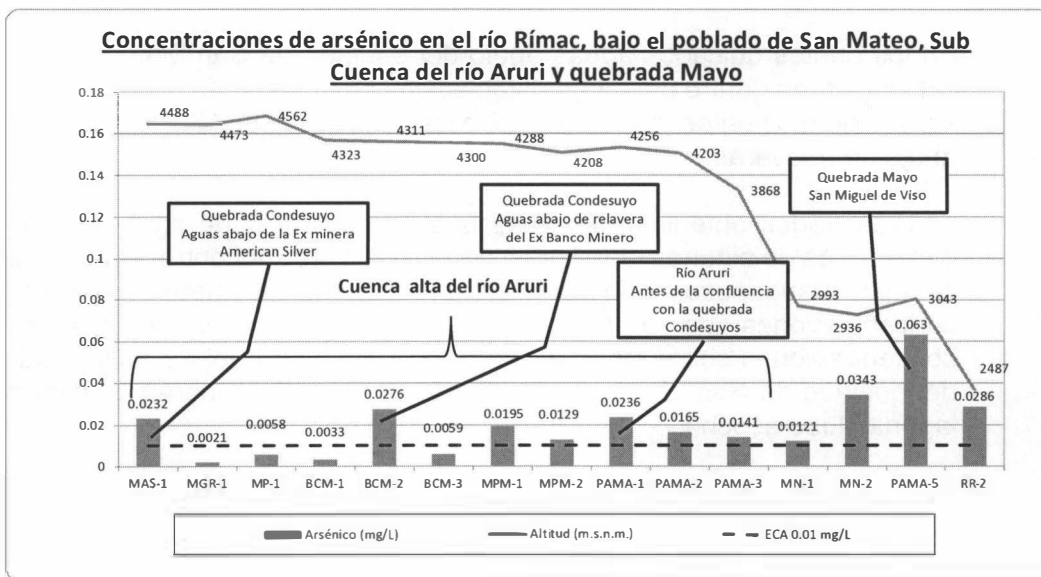 Concentraciones de arsénico en el río Rímac, bajo el poblado de San Mateo, Sub
Cuenca del río Aruri y quebrada Mayo
0.18
0.16
0.14
0.12
0.1
0.08
0.06
0.04
0.02
0
4488
4473
4562
4323
4311
4300
4288
4208
4256
4203
3868
2993
2936
3043
2487
Quebrada Condesuyo
Aguas abajo de la Ex minera
American Silver
Quebrada Condesuyo
Aguas abajo de relavera
del Ex Banco Minero
Quebrada Mayo
San Miguel de Viso
Río Aruri
Antes de la confluencia
con la quebrada
Condesuyos
Cuenca alta del río Aruri
0.0232
0.0021
0.0058
0.0033
0.0276
0.0059
0.0195
0.0129
0.0236
0.0165
0.0141
0.0121
0.0343
0.063
0.0286
MAS-1 MGR-1 MP-1 BCM-1 BCM-2 BCM-3 MPM-1 MPM-2 PAMA-1 PAMA-2 PAMA-3 MN-1 MN-2 PAMA-5 RR-2
Arsénico (mg/L) Altitud (m.s.n.m.) ECA 0.01 mg/L